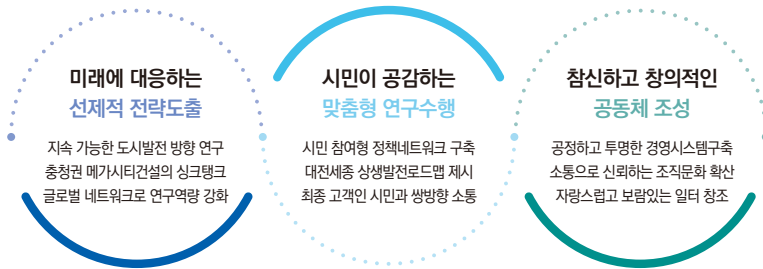 미래에 대응하는
선제적 전략도출
지속 가능한 도시발전 방향 연구
충청권 메가시티건설의 싱크탱크
글로벌 네트워크로 연구역량 강화
시민이 공감하는
맞춤형 연구수행
시민 참여형 정책네트워크 구축
대전세종 상생발전로드맵 제시
최종 고객인 시민과 쌍방향 소통
참신하고 창의적인
공동체 조성
공정하고 투명한 경영시스템구축
소통으로 신뢰하는 조직문화 확산
자랑스럽고 보람있는 일터 창조